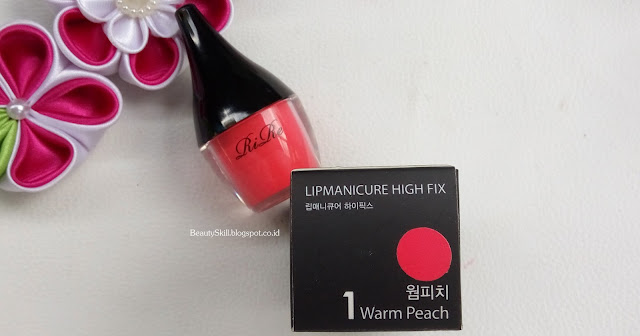 RiRe
BeautySkill.blogspot.co.id
LIPMANICURE HIGH FIX
립매니큐어 하이픽스
웜피치
1 Warm Peach